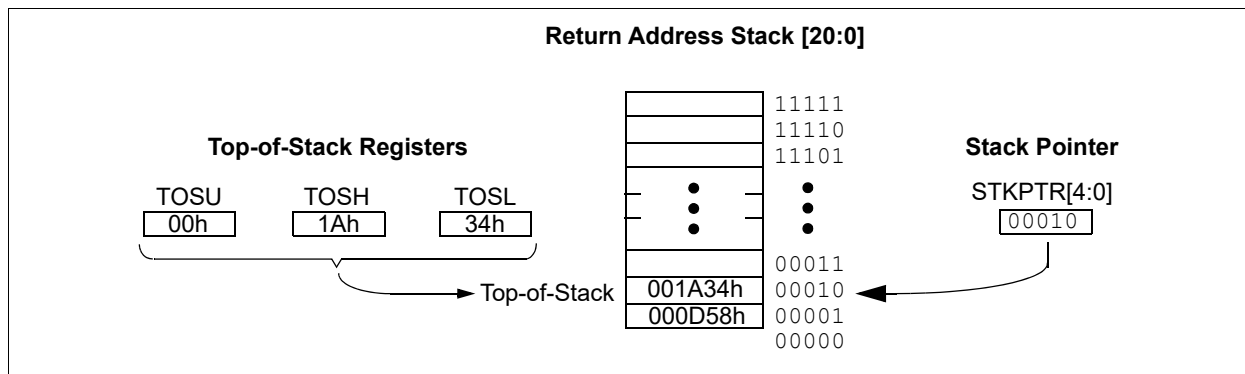 Return Address Stack [20:0]
11111
11110
Top-of-Stack Registers
11101
Stack Pointer
TOSU TOSH TOSL
STKPTR[4:0]
00h 1Ah 34h
00010
00011
Top-of-Stack 001A34h 00010
000D58h 00001
00000